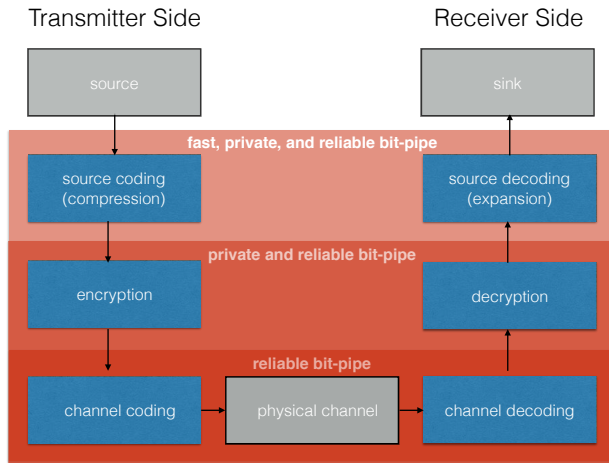 Transmitter Side
Receiver Side
source
sink
fast, private, and reliable bit-pipe
source coding
(compression)
source decoding
(expansion)
private and reliable bit-pipe
encryption
decryption
reliable bit-pipe
channel coding
physical channel
channel decoding